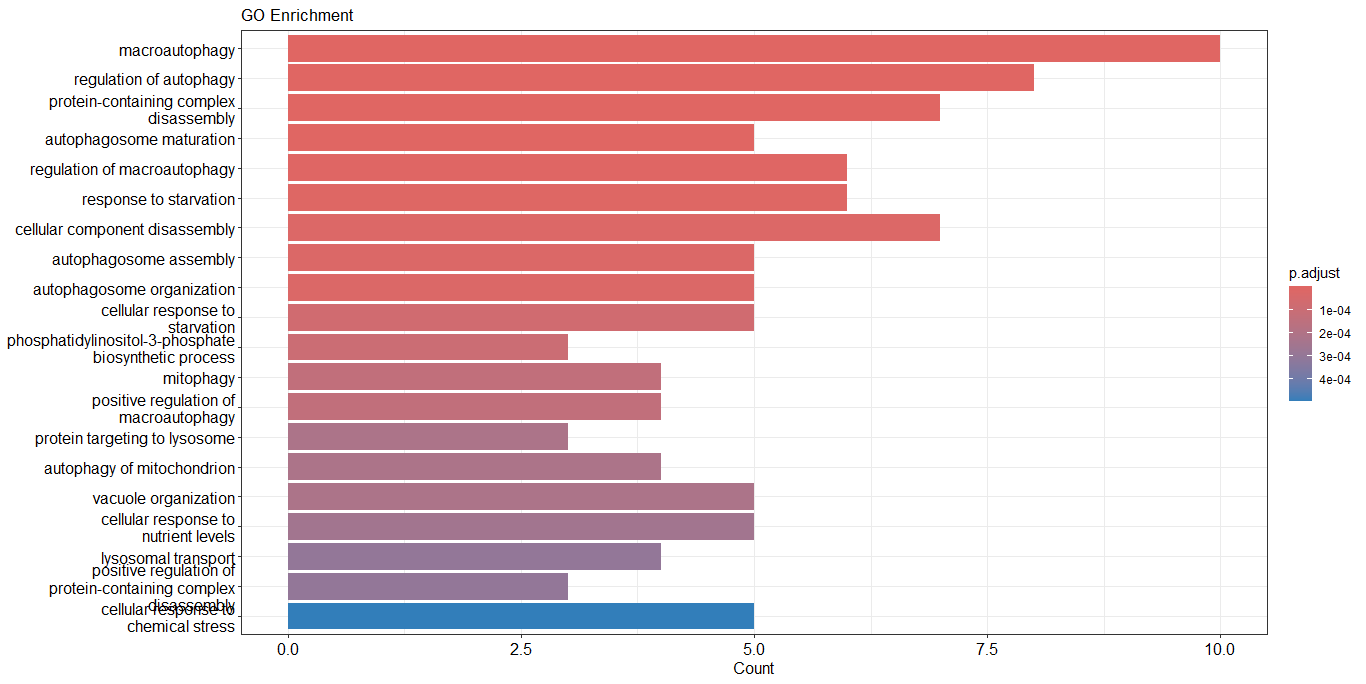 GO Enrichment
macroautophagy
regulation of autophagy
protein-containing complex
disassembly
autophagosome maturation
regulation of macroautophagy
response to starvation
cellular component disassembly
autophagosome assembly
autophagosome organization
cellular response to
starvation
phosphatidylinositol-3-phosphate
biosynthetic process
mitophagy
positive regulation of
macroautophagy
protein targeting to lysosome
autophagy of mitochondrion
vacuole organization
cellular response to
nutrient levels
lysosomal transport
positive regulation of
protein-containing complex
disassembly
cellular response to
chemical stress
0.0 2.5 5.0 7.5 10.0
Count
p.adjust
1e-04
2e-04
3e-04
4e-04